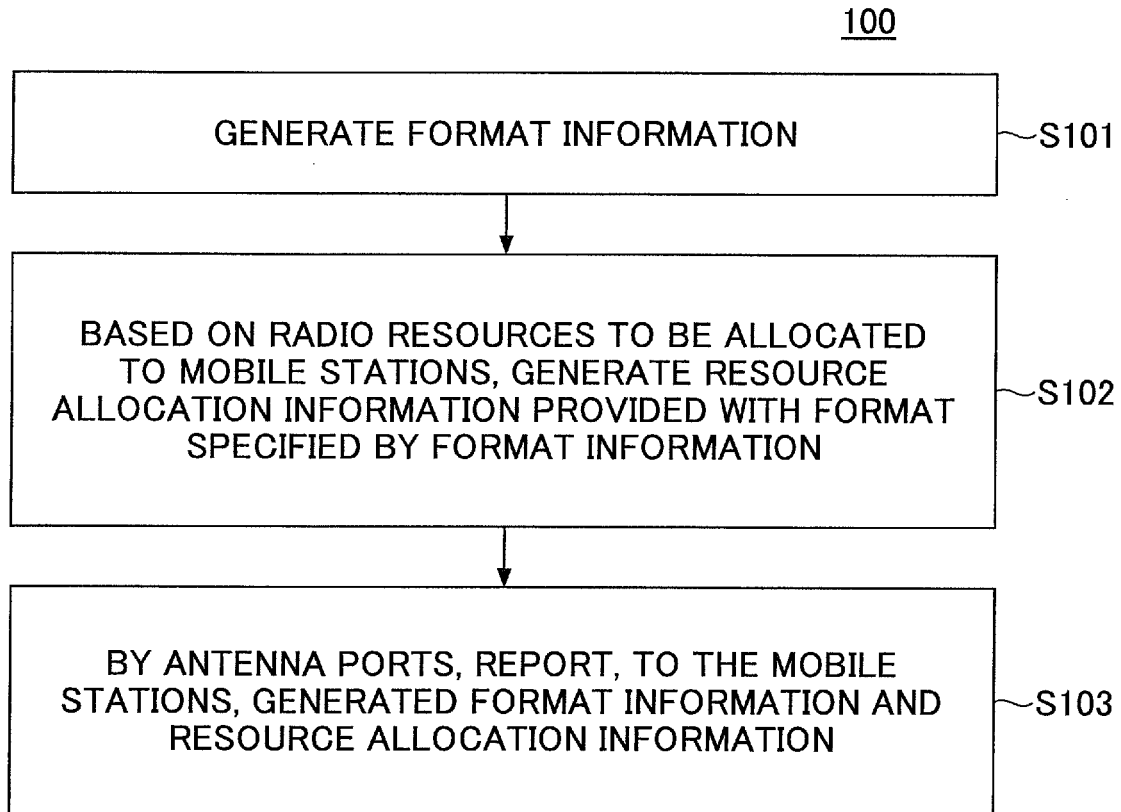 100
GENERATE FORMAT INFORMATION
S101
BASED ON RADIO RESOURCES TO BE ALLOCATED
TO MOBILE STATIONS, GENERATE RESOURCE
ALLOCATION INFORMATION PROVIDED WITH FORMAT
SPECIFIED BY FORMAT INFORMATION
S102
BY ANTENNA PORTS, REPORT, TO THE MOBILE
STATIONS, GENERATED FORMAT INFORMATION AND
RESOURCE ALLOCATION INFORMATION
S103